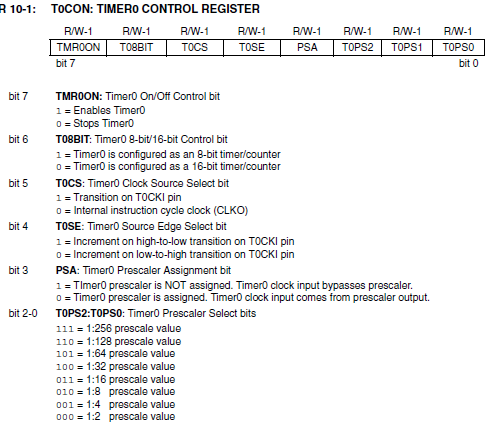 R 10-1: T0CON: TIMER0 CONTROL REGISTER
R/W-1 R/W-1 R/W-1 R/W-1 R/W-1 R/W-1 R/W-1 R/W-1
TMR0ON T08BIT T0CS T0SE PSA T0PS2 T0PS1 T0PS0
bit 7 bit 0
bit 7 TMR0ON: Timer0 On/Off Control bit
1 = Enables Timer0
0 = Stops Timer0
bit 6 T08BIT: Timer0 8-bit/16-bit Control bit
1 = Timer0 is configured as an 8-bit timer/counter
0 = Timer0 is configured as a 16-bit timer/counter
bit 5 T0CS: Timer0 Clock Source Select bit
1 = Transition on T0CKI pin
0 = Internal instruction cycle clock (CLKO)
bit 4 T0SE: Timer0 Source Edge Select bit
1 = Increment on high-to-low transition on T0CKI pin
0 = Increment on low-to-high transition on T0CKI pin
bit 3 PSA: Timer0 Prescaler Assignment bit
1 = TImer0 prescaler is NOT assigned. Timer0 clock input bypasses prescaler.
0 = Timer0 prescaler is assigned. Timer0 clock input comes from prescaler output.
bit 2-0 T0PS2:T0PS0: Timer0 Prescaler Select bits
111 = 1:256 prescale value
110 = 1:128 prescale value
101 = 1:64 prescale value
100 = 1:32 prescale value
011 = 1:16 prescale value
010 = 1:8 prescale value
001 = 1:4 prescale value
000 = 1:2 prescale value